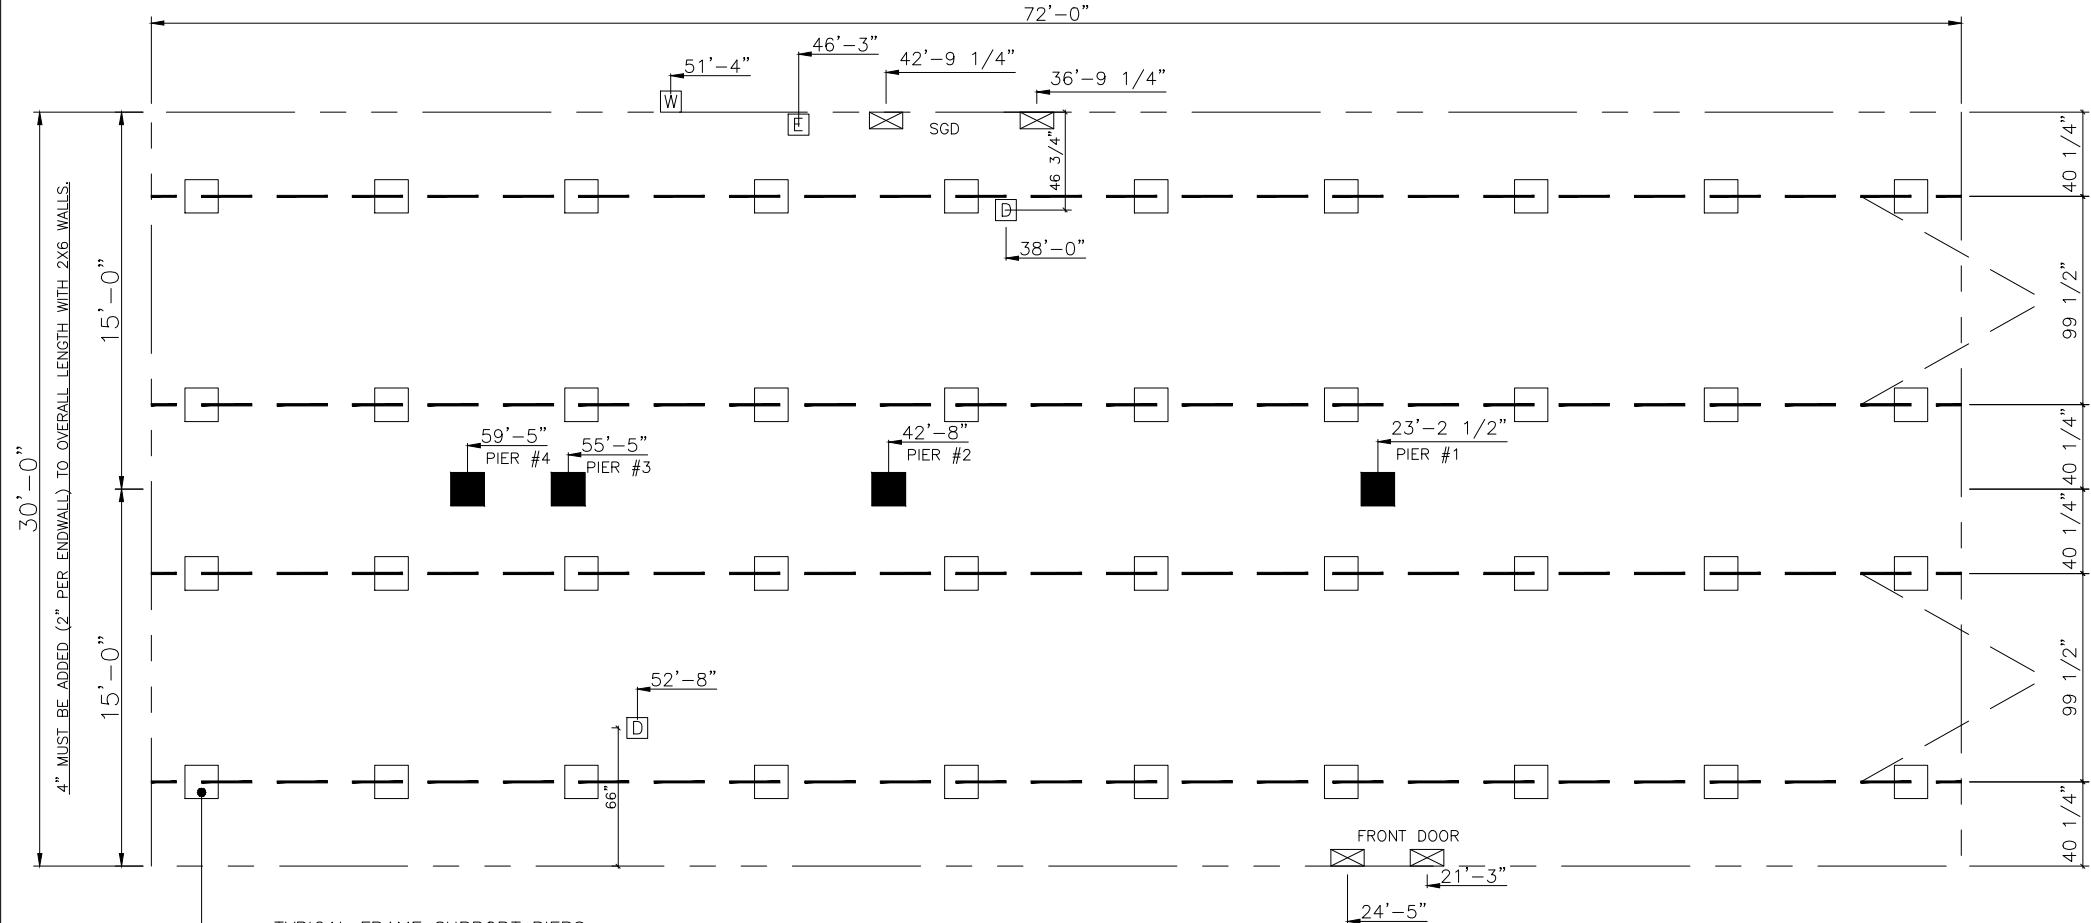 72'-0"
46'-3"
42'-9 1/4"
51'-4"
36'-9 1/4"
W
E
SGD
46 3/4"
40 1/4"
D
38'-0"
4" MUST BE ADDED (2" PER ENDWALL) TO OVERALL LENGTH WITH 2X6 WALLS.
15'-0"
99 1/2"
30'-0"
59'-5"
PIER #4
55'-5"
PIER #3
42'-8"
PIER #2
23'-2 1/2"
PIER #1
40 1/4"
40 1/4"
15'-0"
52'-8"
D
99 1/2"
66"
FRONT DOOR
40 1/4"
21'-3"
24'-5"
TYPICAL FRAME SUPPORT PIERS